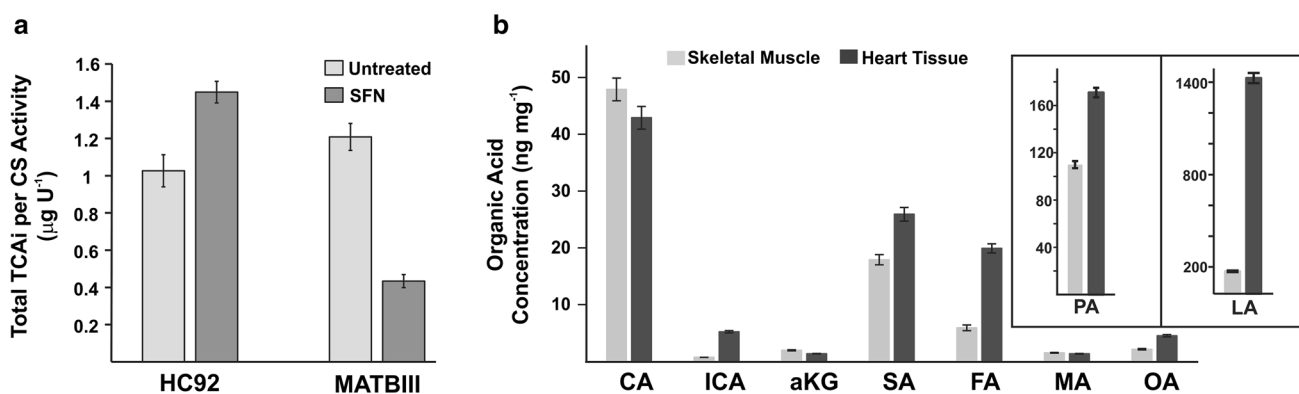 a
Total TCAi per CS Activity
(μg U⁻¹)
1.6
1.4
1.2
1
0.8
0.6
0.4
0.2
Untreated
SFN
HC92
MATBIII
b
Organic Acid
Concentration (ng mg⁻¹)
50
40
30
20
10
Skeletal Muscle
Heart Tissue
CA
ICA
aKG
SA
FA
MA
OA
160
120
80
40
PA
1400
800
200
LA